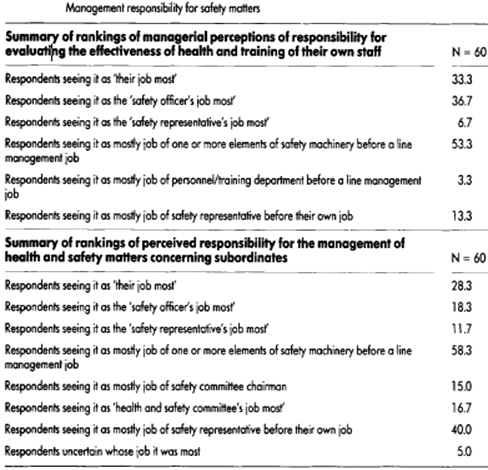 Management responsibility for safety matters
Summary of rankings of managerial perceptions of responsibility for
evaluating the effectiveness of health and training of their own staff N = 60
Respondents seeing it as 'their job most' 33.3
Respondents seeing it as the 'safety officer's job most' 36.7
Respondents seeing it as the 'safety representative's job most' 6.7
Respondents seeing it as mostly job of one or more elements of safety machinery before a line 53.3
management job
Respondents seeing it as mostly job of personnel/training department before a line management 3.3
job
Respondents seeing it as mostly job of safety representative before their own job 13.3
Summary of rankings of perceived responsibility for the management of
health and safety matters concerning subordinates N = 60
Respondents seeing it as 'their job most' 28.3
Respondents seeing it as the 'safety officer's job most' 18.3
Respondents seeing it as the 'safety representative's job most' 11.7
Respondents seeing it as mostly job of one or more elements of safety machinery before a line 58.3
management job
Respondents seeing it as mostly job of safety committee chairman 15.0
Respondents seeing it as 'health and safety committee's job most' 16.7
Respondents seeing it as mostly job of safety representative before their own job 40.0
Respondents uncertain whose job it was most 5.0